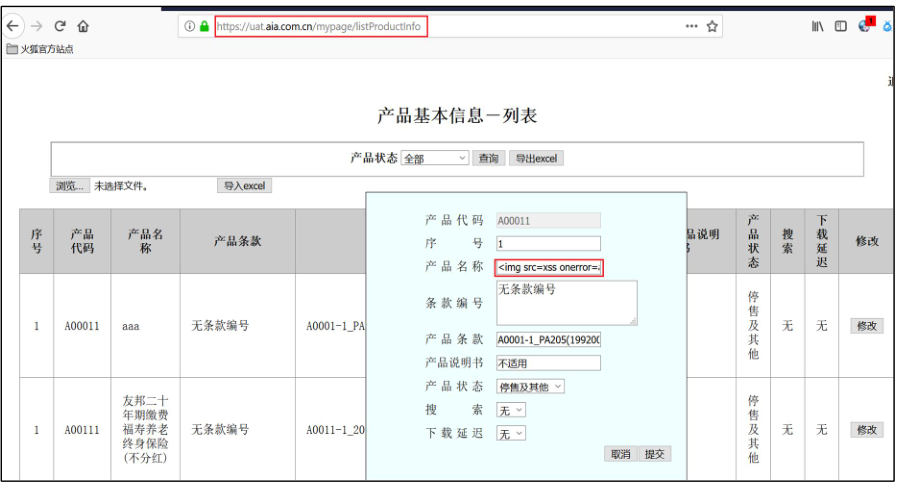 https://uat.aia.com.cn/mypage/listProductInfo
火狐官方站点
产品基本信息－列表
产品状态 全部 查询 导出excel
浏览... 未选择文件。 导入excel
序号 产品代码 产品名称 产品条款 产品状态 搜索 下载延迟 修改
1 A00011 aaa 无条款编号 A0001-1_PA 停售及其他 无 无 修改
1 A00111 友邦二十年期缴费福寿养老终身保险(不分红) 无条款编号 A0011-1_20 停售及其他 无 无 修改
产品代码 A00011
序号 1
产品名称 <img src=xss onerror=
条款编号 无条款编号
产品条款 A0001-1_PA205(199200
产品说明书 不适用
产品状态 停售及其他
搜索 无
下载延迟 无
取消 提交